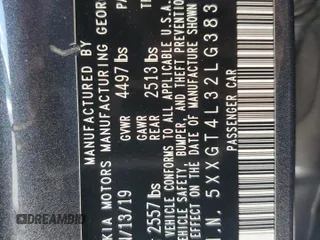 MANUFACTURED BY
KIA MOTORS MANUFACTURING GEOR
/13/19 GVWR 4497 lbs
GAWR REAR 2513 lbs
2557 lbs
VEHICLE CONFORMS TO ALL APPLICABLE U.S.A.
VEHICLE SAFETY, BUMPER, AND THEFT
EFFECT ON THE DATE OF MANUFACTURE SHOWN
I.N. 5XXGT4L32LG383
PASSENGER CAR
DREAMBID